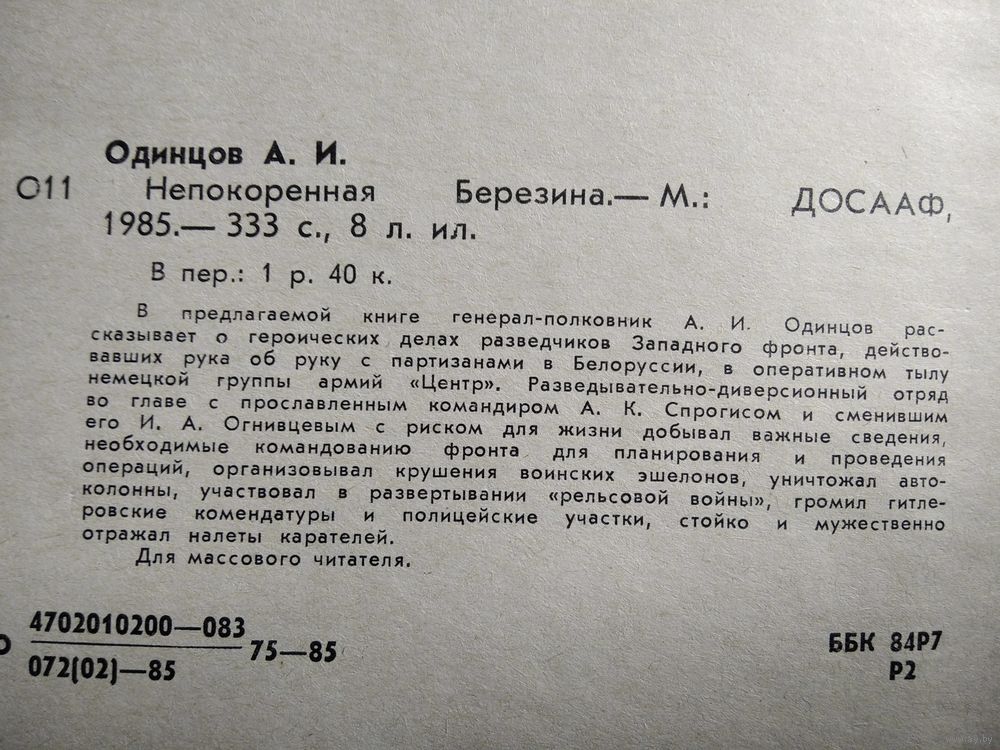 Одинцов А. И.
О11 Непокоренная Березина.— М.: ДОСААФ,
1985.— 333 с., 8 л. ил.
В пер.: 1 р. 40 к.
В предлагаемой книге генерал-полковник А. И. Одинцов рас-
сказывает о героических делах разведчиков Западного фронта, действо-
вавших рука об руку с партизанами в Белоруссии, в оперативном тылу
немецкой группы армий «Центр». Разведывательно-диверсионный отряд
во главе с прославленным командиром А. К. Спрогисом и сменившим
его И. А. Огнивцевым с риском для жизни добывал важные сведения,
необходимые командованию фронта для планирования и проведения
операций, организовывал крушения воинских эшелонов, уничтожал авто-
колонны, участвовал в развертывании «рельсовой войны», громил гитле-
ровские комендатуры и полицейские участки, стойко и мужественно
отражал налеты карателей.
Для массового читателя.
4702010200—083
072(02)—85
75—85
ББК 84Р7
Р2